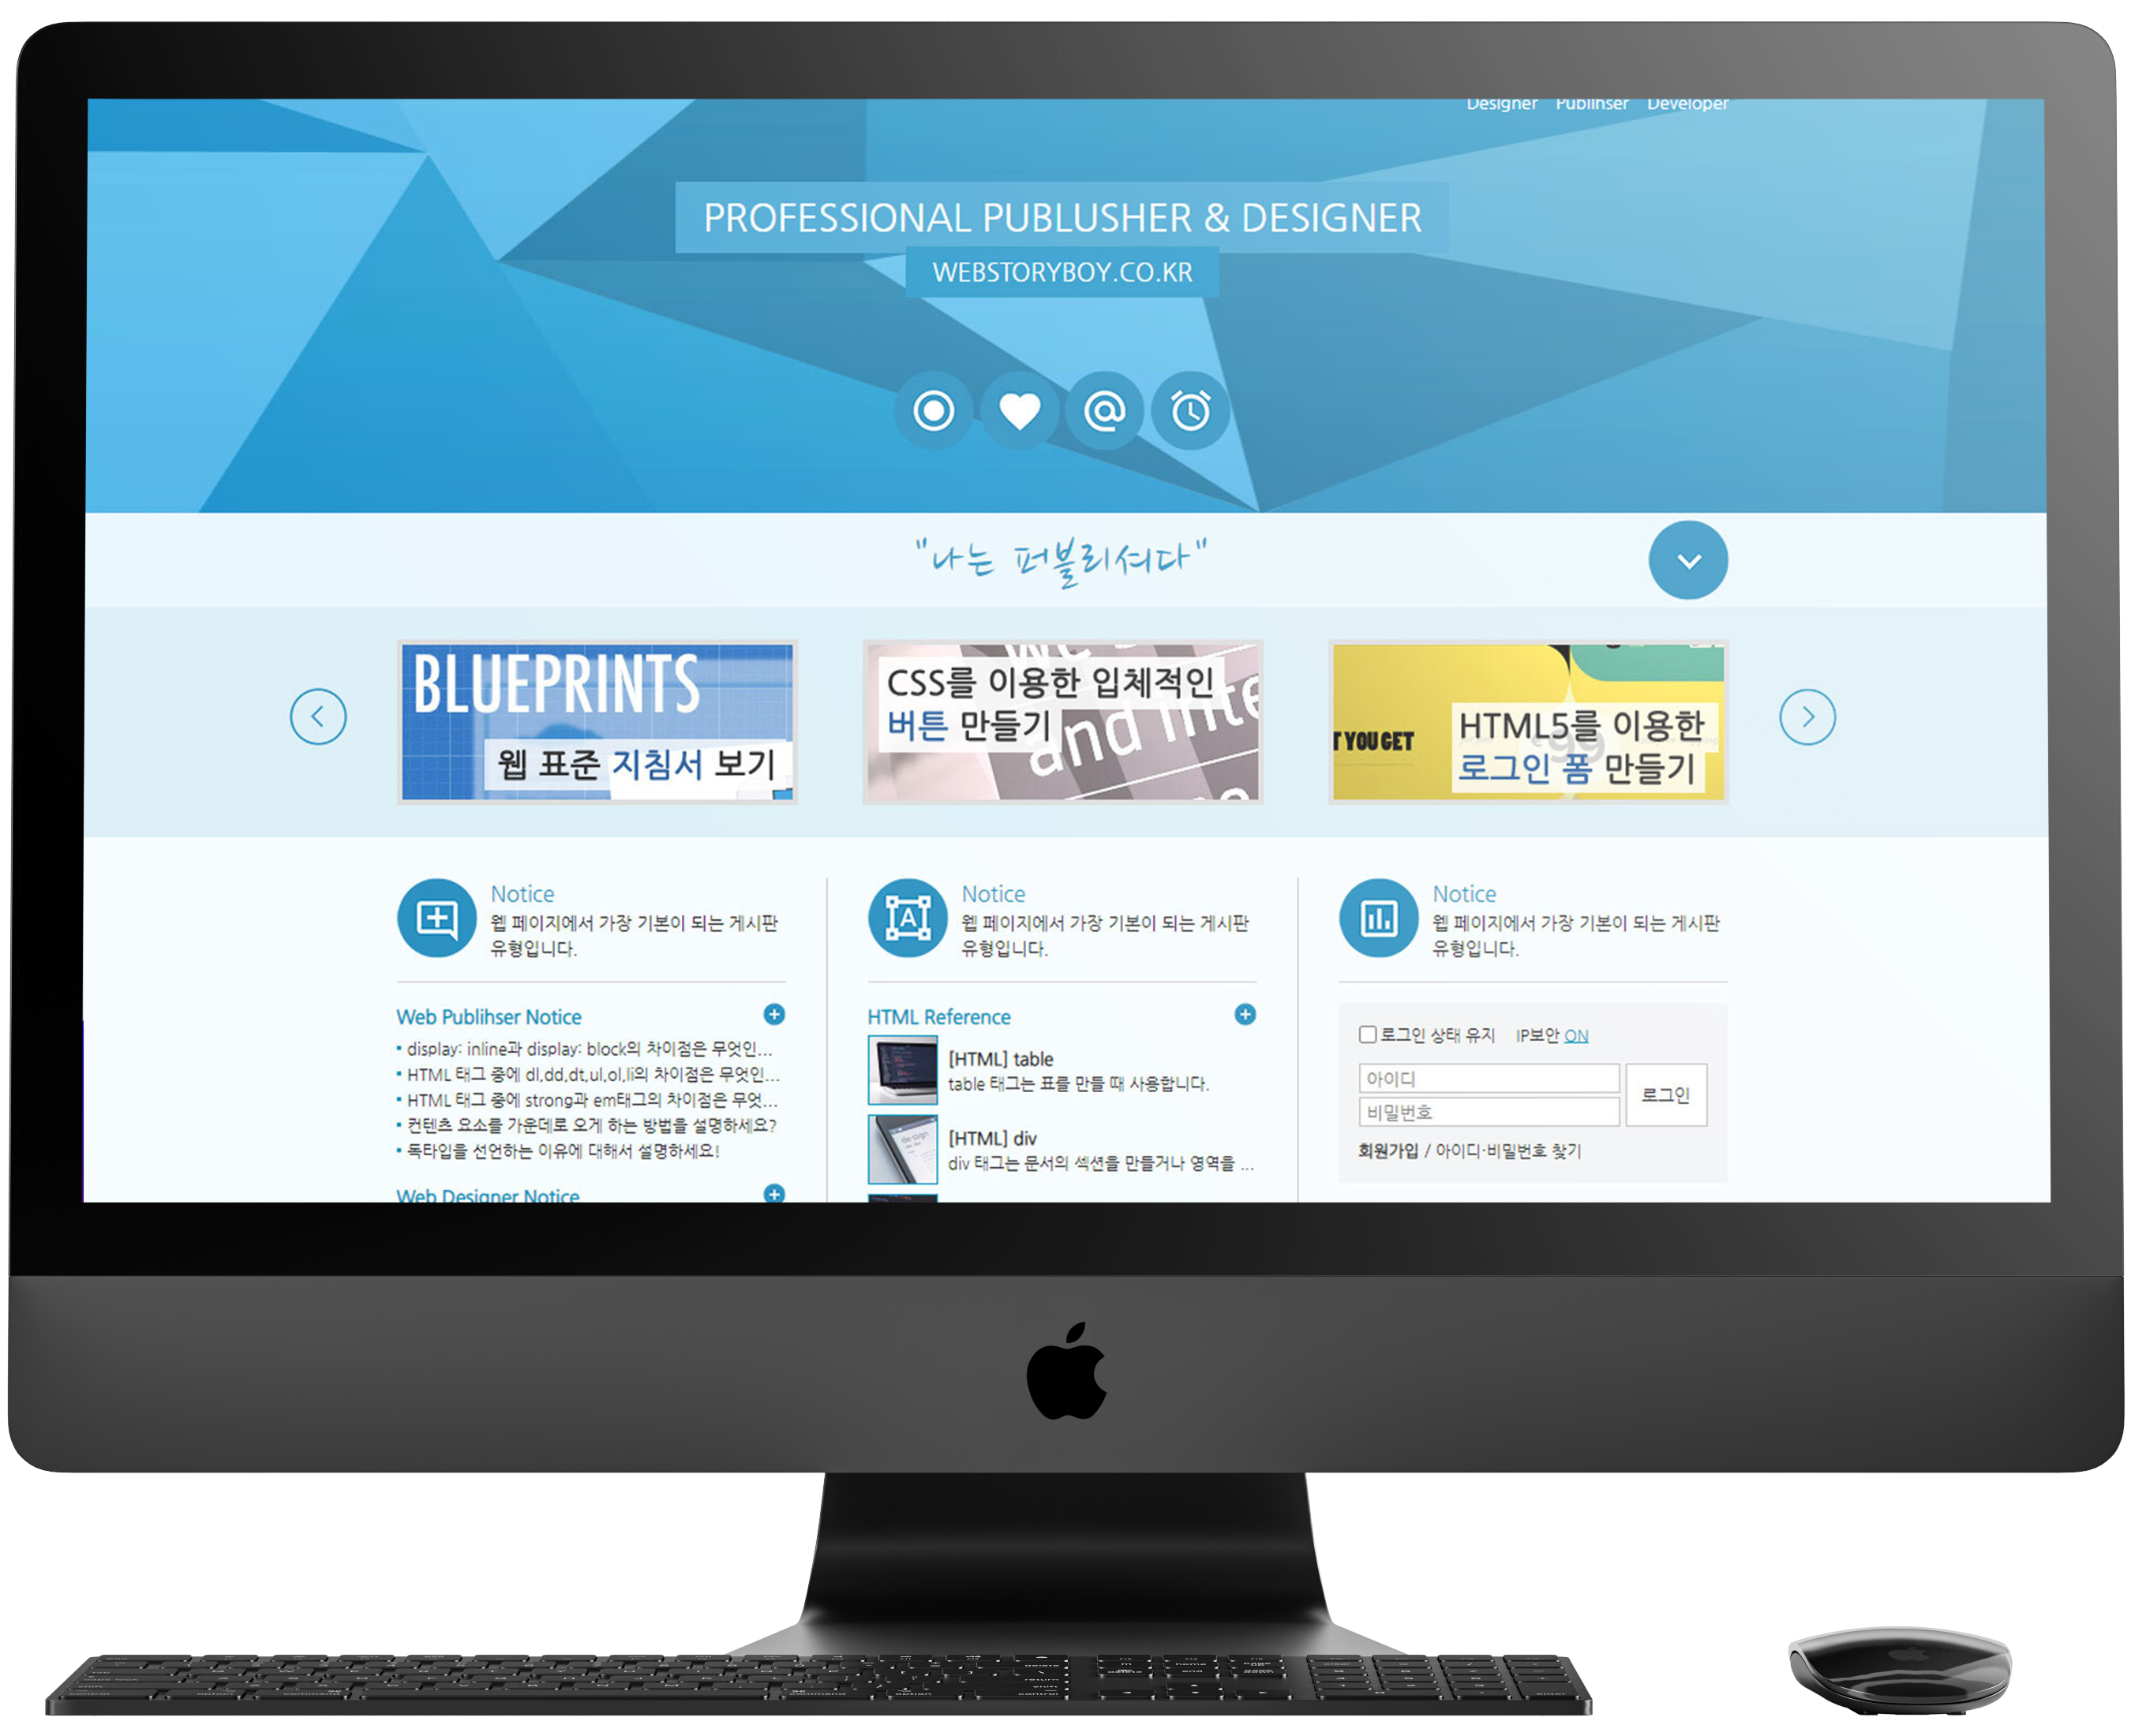 Designer Publihser Developer
PROFESSIONAL PUBLUSHER & DESIGNER
WEBSTORYBOY.CO.KR
"나는 퍼블리셔다"
BLUEPRINTS
웹 표준 지침서 보기
CSS를 이용한 입체적인
버튼 만들기
and inte
T YOU GET
HTML5를 이용한
로그인 폼 만들기
Notice
웹 페이지에서 가장 기본이 되는 게시판
유형입니다.
Notice
웹 페이지에서 가장 기본이 되는 게시판
유형입니다.
Notice
웹 페이지에서 가장 기본이 되는 게시판
유형입니다.
Web Publihser Notice
display: inline과 display: block의 차이점은 무엇인...
HTML 태그 중에 dl,dd,dt,ul,ol,li의 차이점은 무엇인...
HTML 태그 중에 strong과 em태그의 차이점은 무엇...
컨텐츠 요소를 가운데로 오게 하는 방법을 설명하세요?
독타입을 선언하는 이유에 대해서 설명하세요!
Web Designer Notice
HTML Reference
[HTML] table
table 태그는 표를 만들 때 사용합니다.
[HTML] div
div 태그는 문서의 섹션을 만들거나 영역을 ...
로그인 상태 유지 IP보안 ON
아이디
비밀번호
로그인
회원가입 / 아이디·비밀번호 찾기